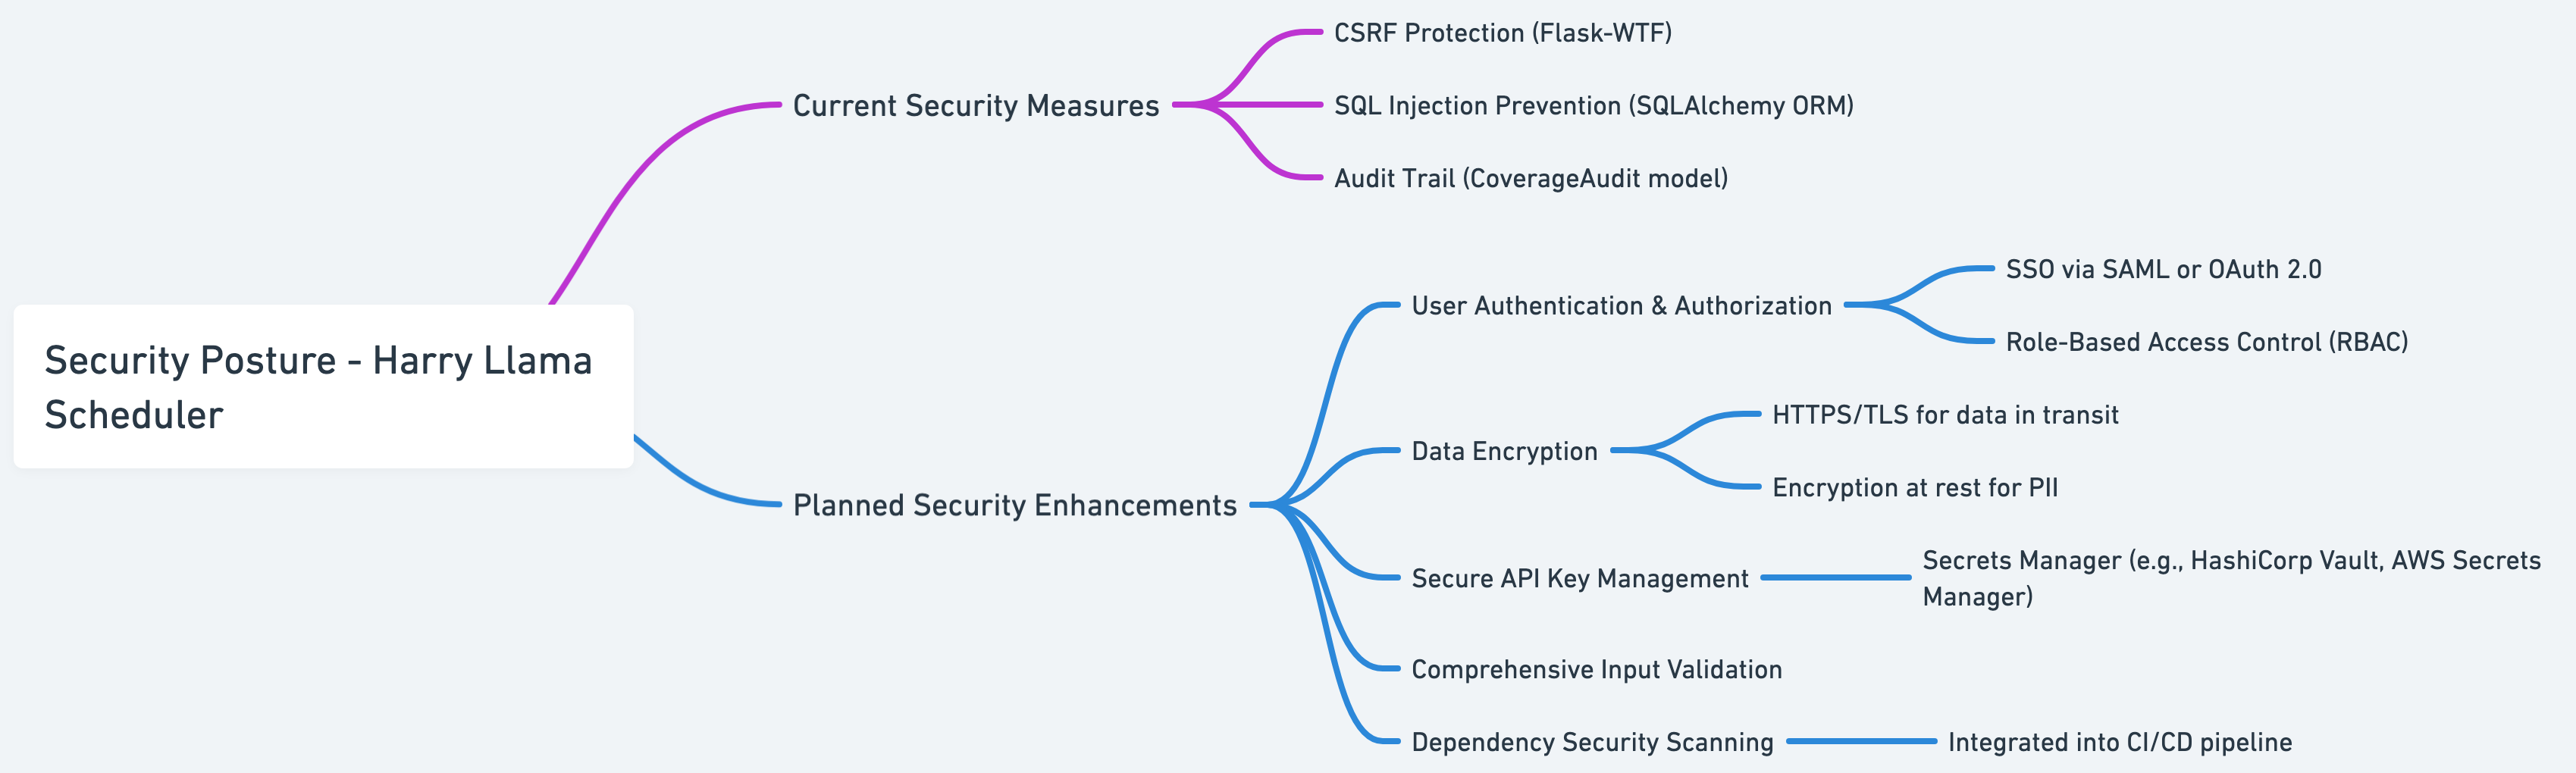 Security Posture - Harry Llama
Scheduler
Current Security Measures
CSRF Protection (Flask-WTF)
SQL Injection Prevention (SQLAlchemy ORM)
Audit Trail (CoverageAudit model)
Planned Security Enhancements
User Authentication & Authorization
SSO via SAML or OAuth 2.0
Role-Based Access Control (RBAC)
Data Encryption
HTTPS/TLS for data in transit
Encryption at rest for PII
Secure API Key Management
Secrets Manager (e.g., HashiCorp Vault, AWS Secrets
Manager)
Comprehensive Input Validation
Dependency Security Scanning
Integrated into CI/CD pipeline